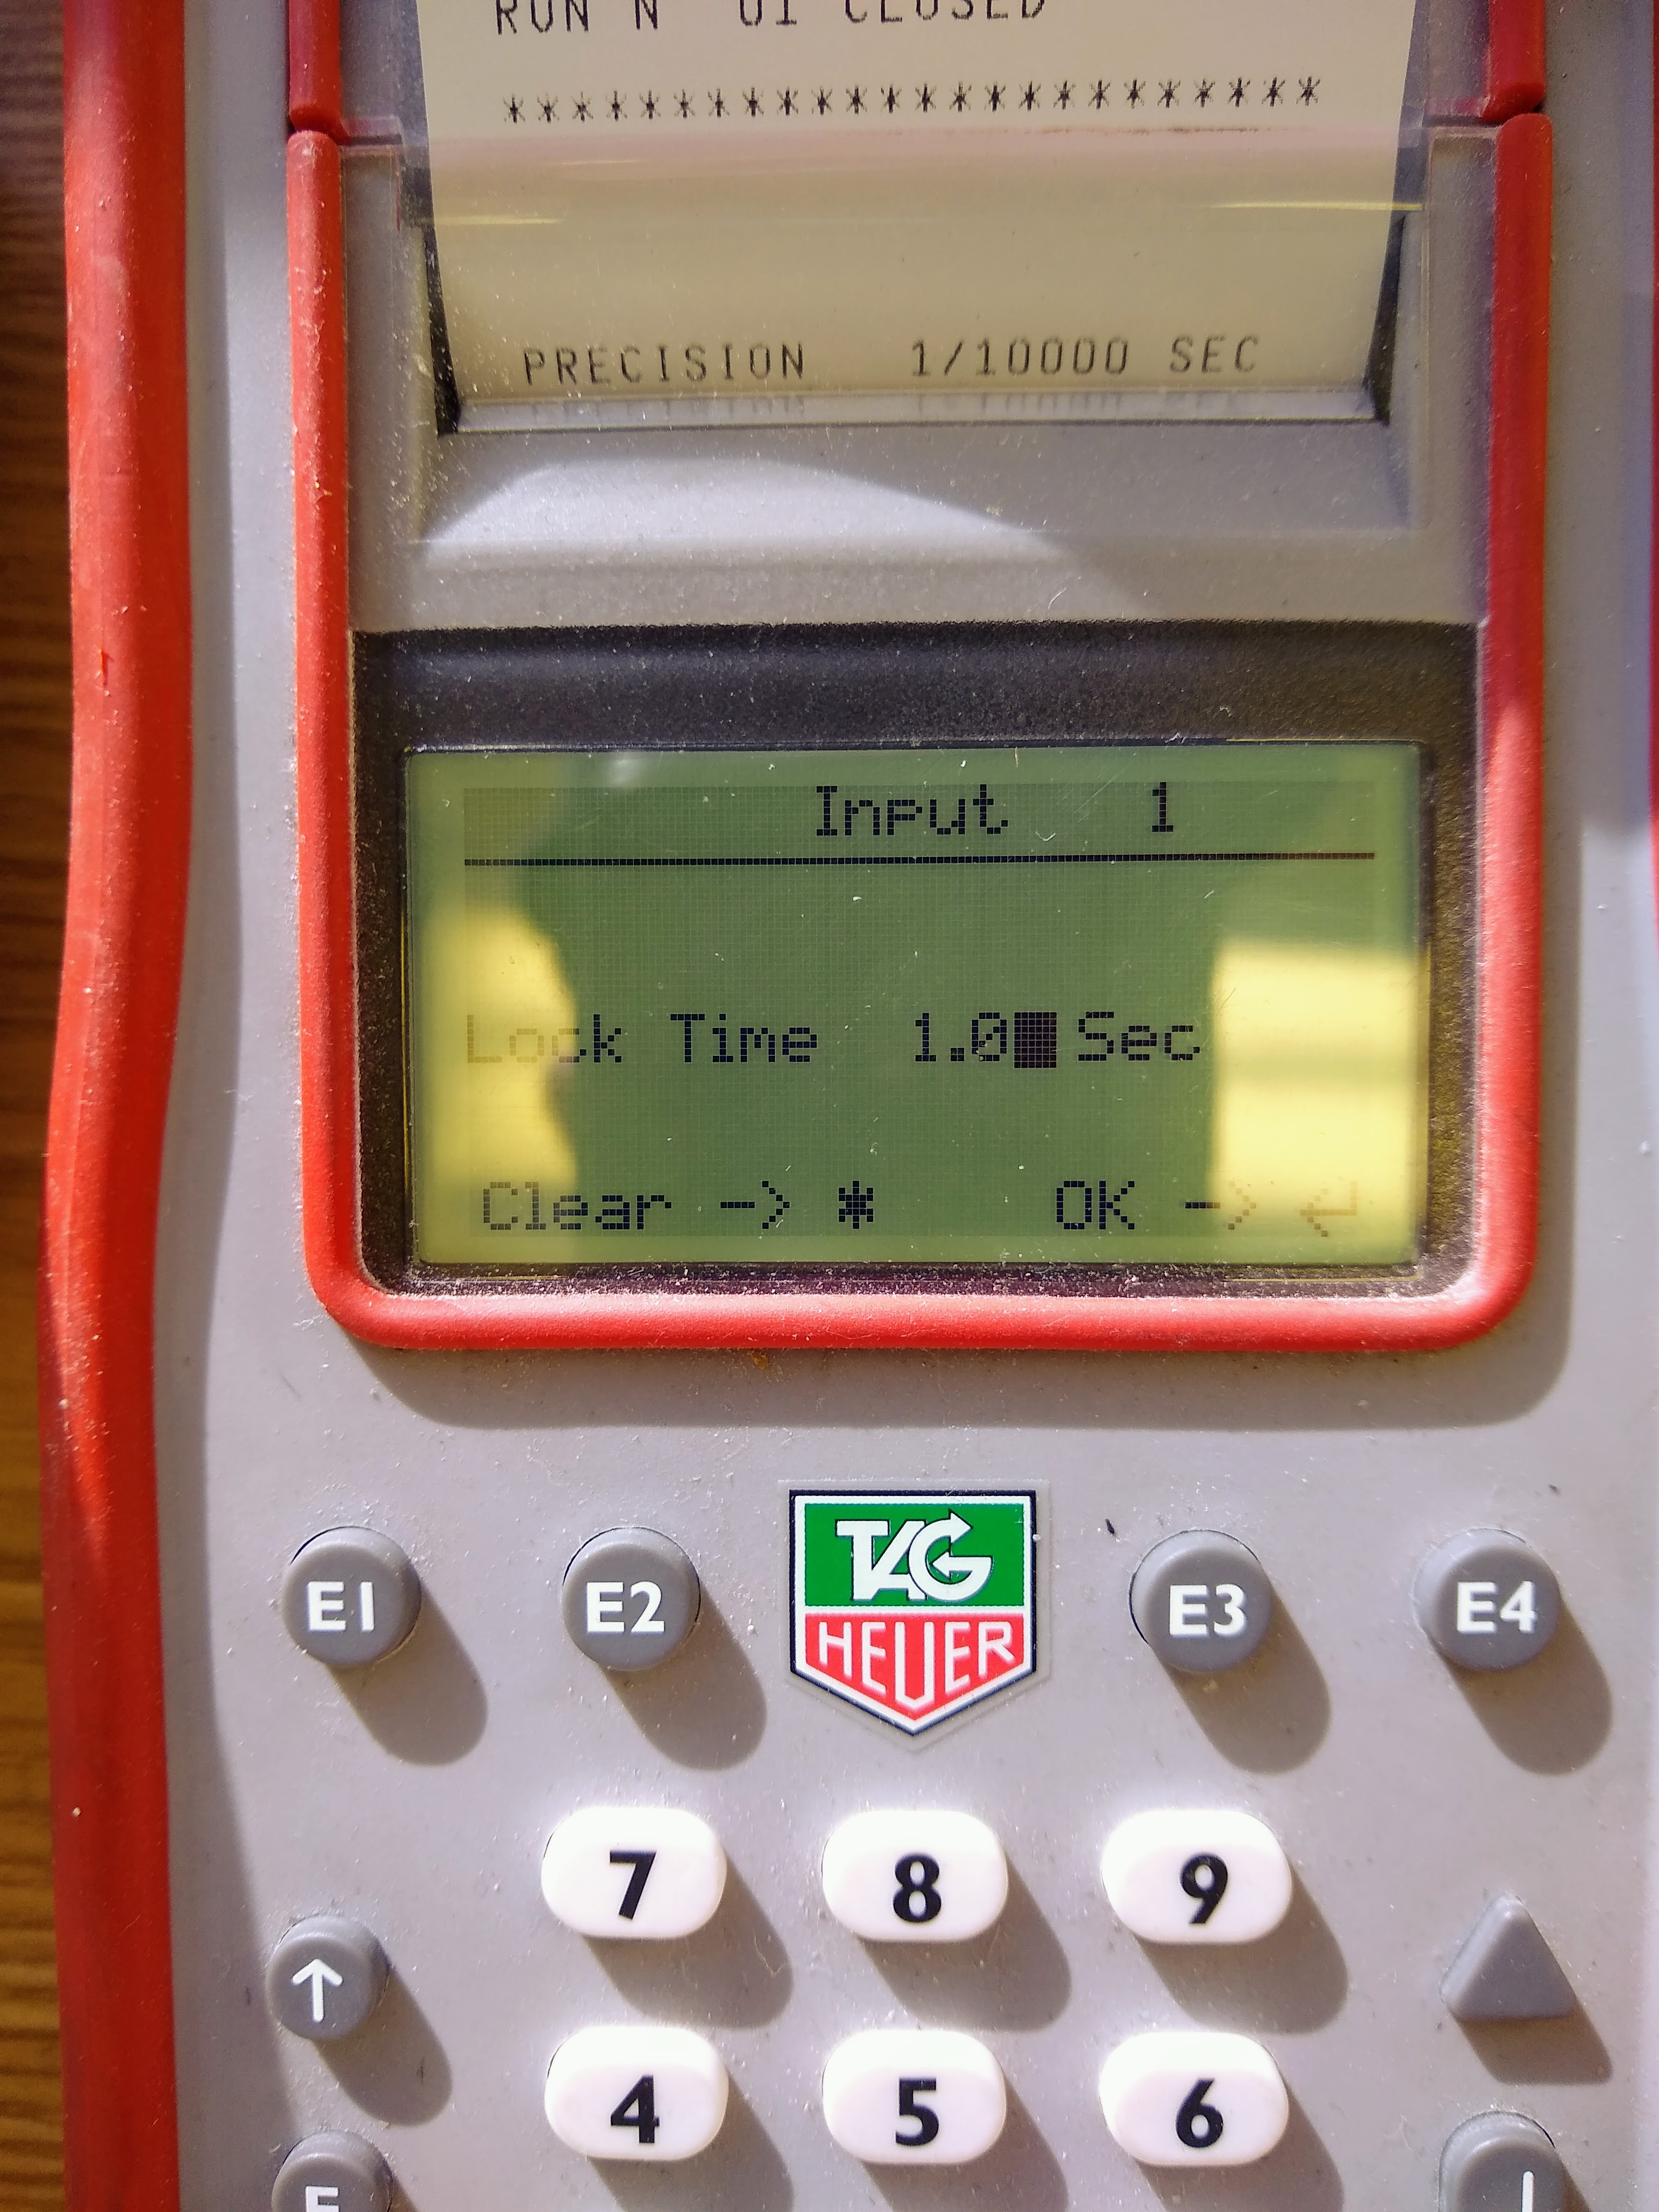 RUN N° 01 CLOSED
************************
PRECISION 1/10000 SEC
Input 1
Lock Time 1.0 Sec
Clear -> * OK -> ↵
E1 E2 TAG HEUER E3 E4
7 8 9
↑
4 5 6